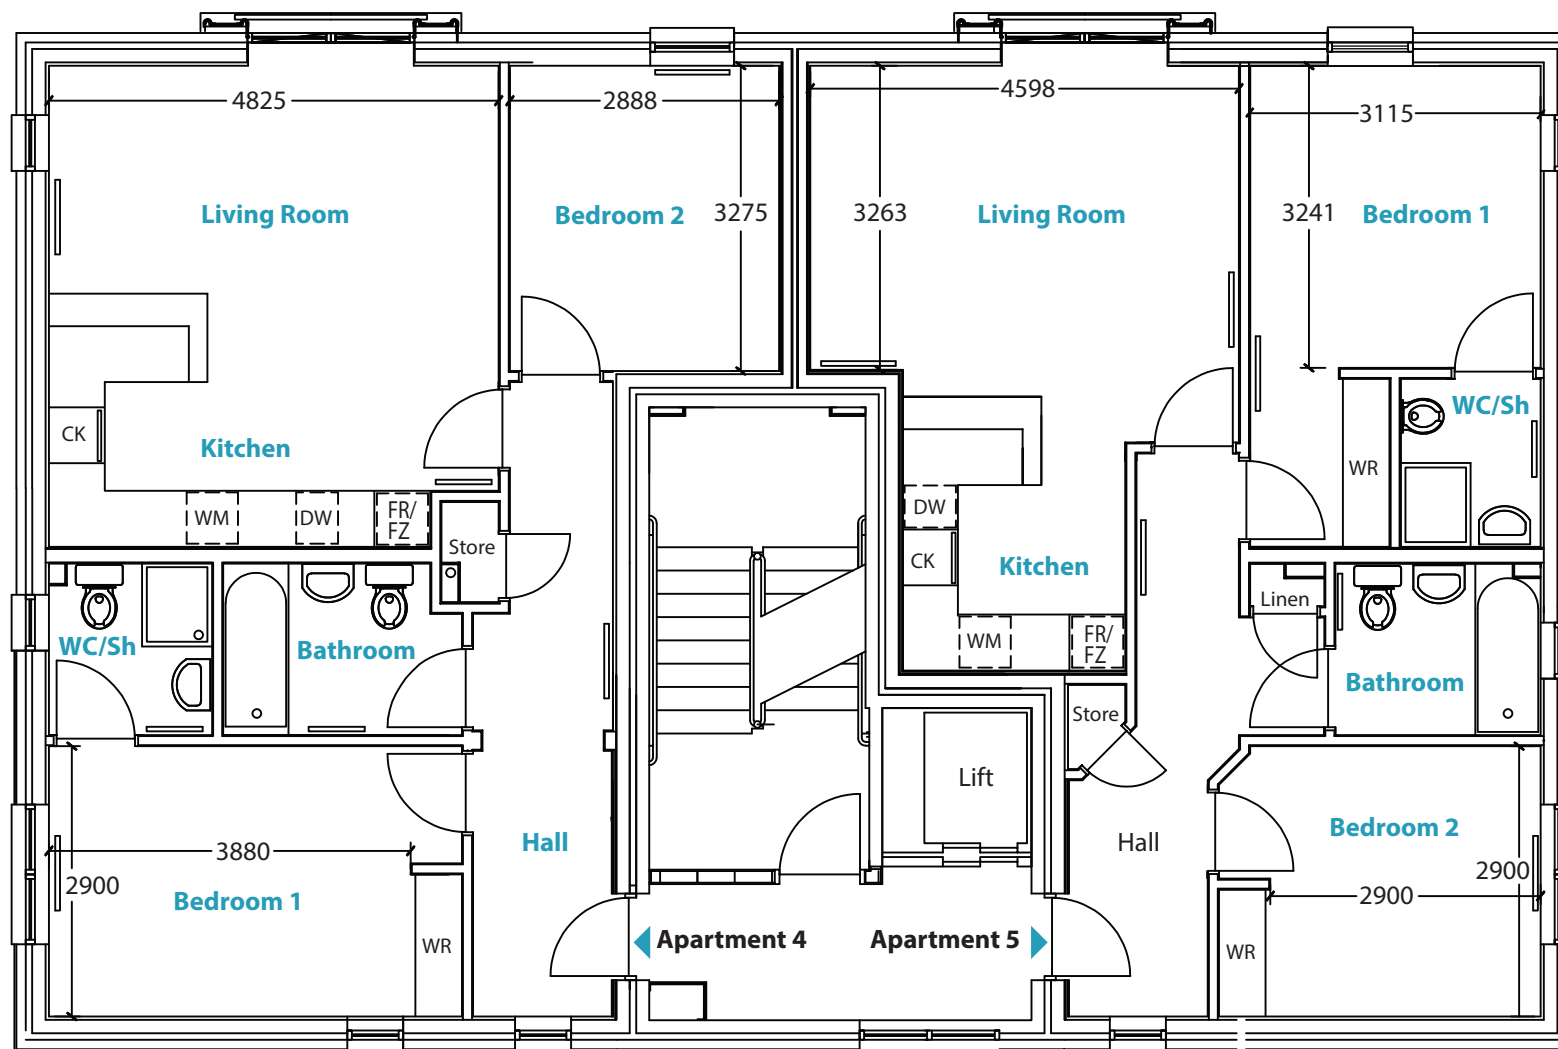 4825
2888
4598
3115
Living Room
Bedroom 2
3275
3263
Living Room
3241
Bedroom 1
CK
Kitchen
WC/Sh
WR
WM
DW
FR/
FZ
Store
DW
CK
Kitchen
Linen
WC/Sh
Bathroom
WM
FR/
FZ
Bathroom
Store
Lift
3880
2900
Bedroom 1
Hall
Hall
Bedroom 2
2900
2900
WR
Apartment 4
Apartment 5
WR